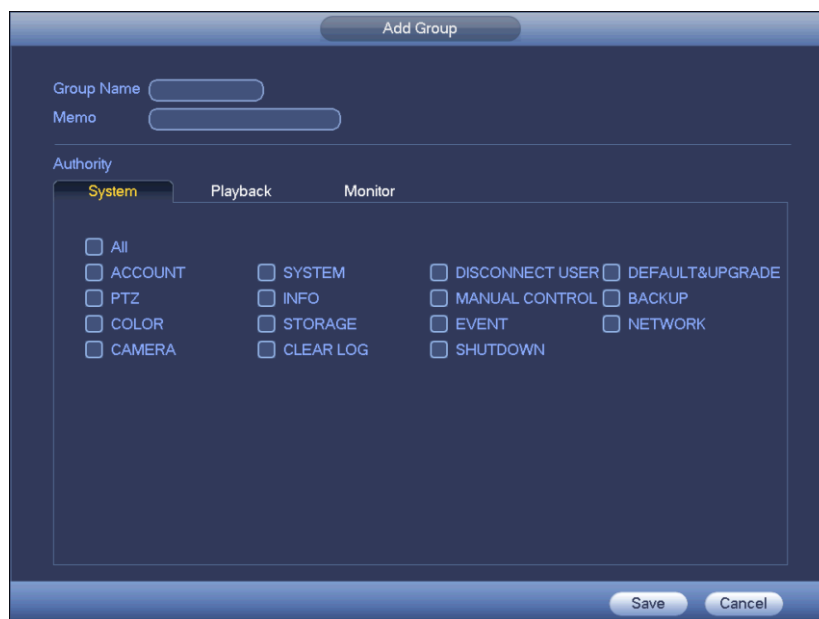 Add Group
Group Name
Memo
Authority
System Playback Monitor
All
ACCOUNT SYSTEM DISCONNECT USER DEFAULT&UPGRADE
PTZ INFO MANUAL CONTROL BACKUP
COLOR STORAGE EVENT NETWORK
CAMERA CLEAR LOG SHUTDOWN
Save Cancel